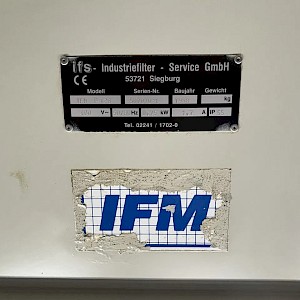 ifs - Industriefilter - Service GmbH
53721 Siegburg
CE
Modell Serien-Nr. Baujahr Gewicht
kg
V~ Hz kW A IP
Tel. 02241 / 1702-0
IFM